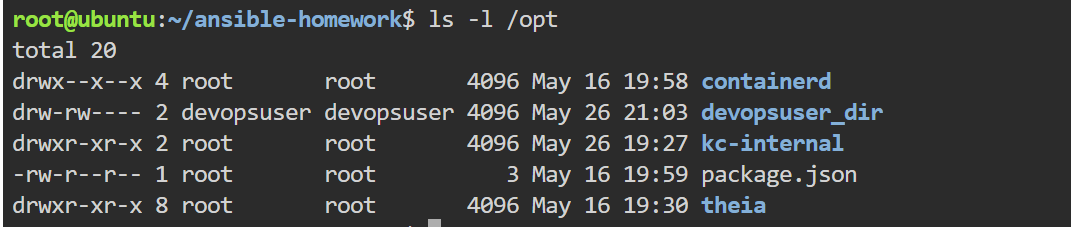 root@ubuntu:~/ansible-homework$ ls -l /opt
total 20
drwx--x--x 4 root       root       4096 May 16 19:58 containerd
drw-rw---- 2 devopsuser devopsuser 4096 May 26 21:03 devopsuser_dir
drwxr-xr-x 2 root       root       4096 May 26 19:27 kc-internal
-rw-r--r-- 1 root       root          3 May 16 19:59 package.json
drwxr-xr-x 8 root       root       4096 May 16 19:30 theia